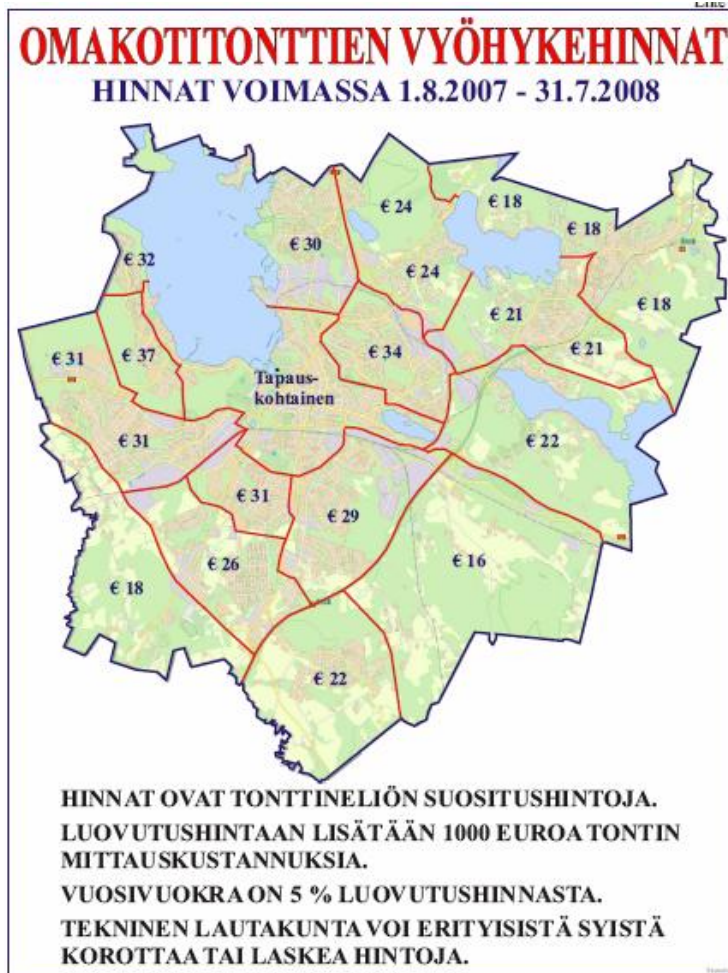 OMAKOTITONTTIEN VYÖHYKEHINNAT
HINNAT VOIMASSA 1.8.2007 - 31.7.2008
€ 24
€ 18
€ 18
€ 30
€ 32
€ 24
€ 18
€ 21
€ 34
€ 21
€ 31
€ 37
Tapaus-
kohtainen
€ 31
€ 22
€ 31
€ 29
€ 26
€ 16
€ 18
€ 22
HINNAT OVAT TONTTINELIÖN SUOSITUSHINTOJA.
LUOVUTUSHINTAAN LISÄTÄÄN 1000 EUROA TONTIN
MITTAUSKUSTANNUKSIA.
VUOSIVUOKRA ON 5 % LUOVUTUSHINNASTA.
TEKNINEN LAUTAKUNTA VOI ERITYISISTÄ SYISTÄ
KOROTTAA TAI LASKEA HINTOJA.